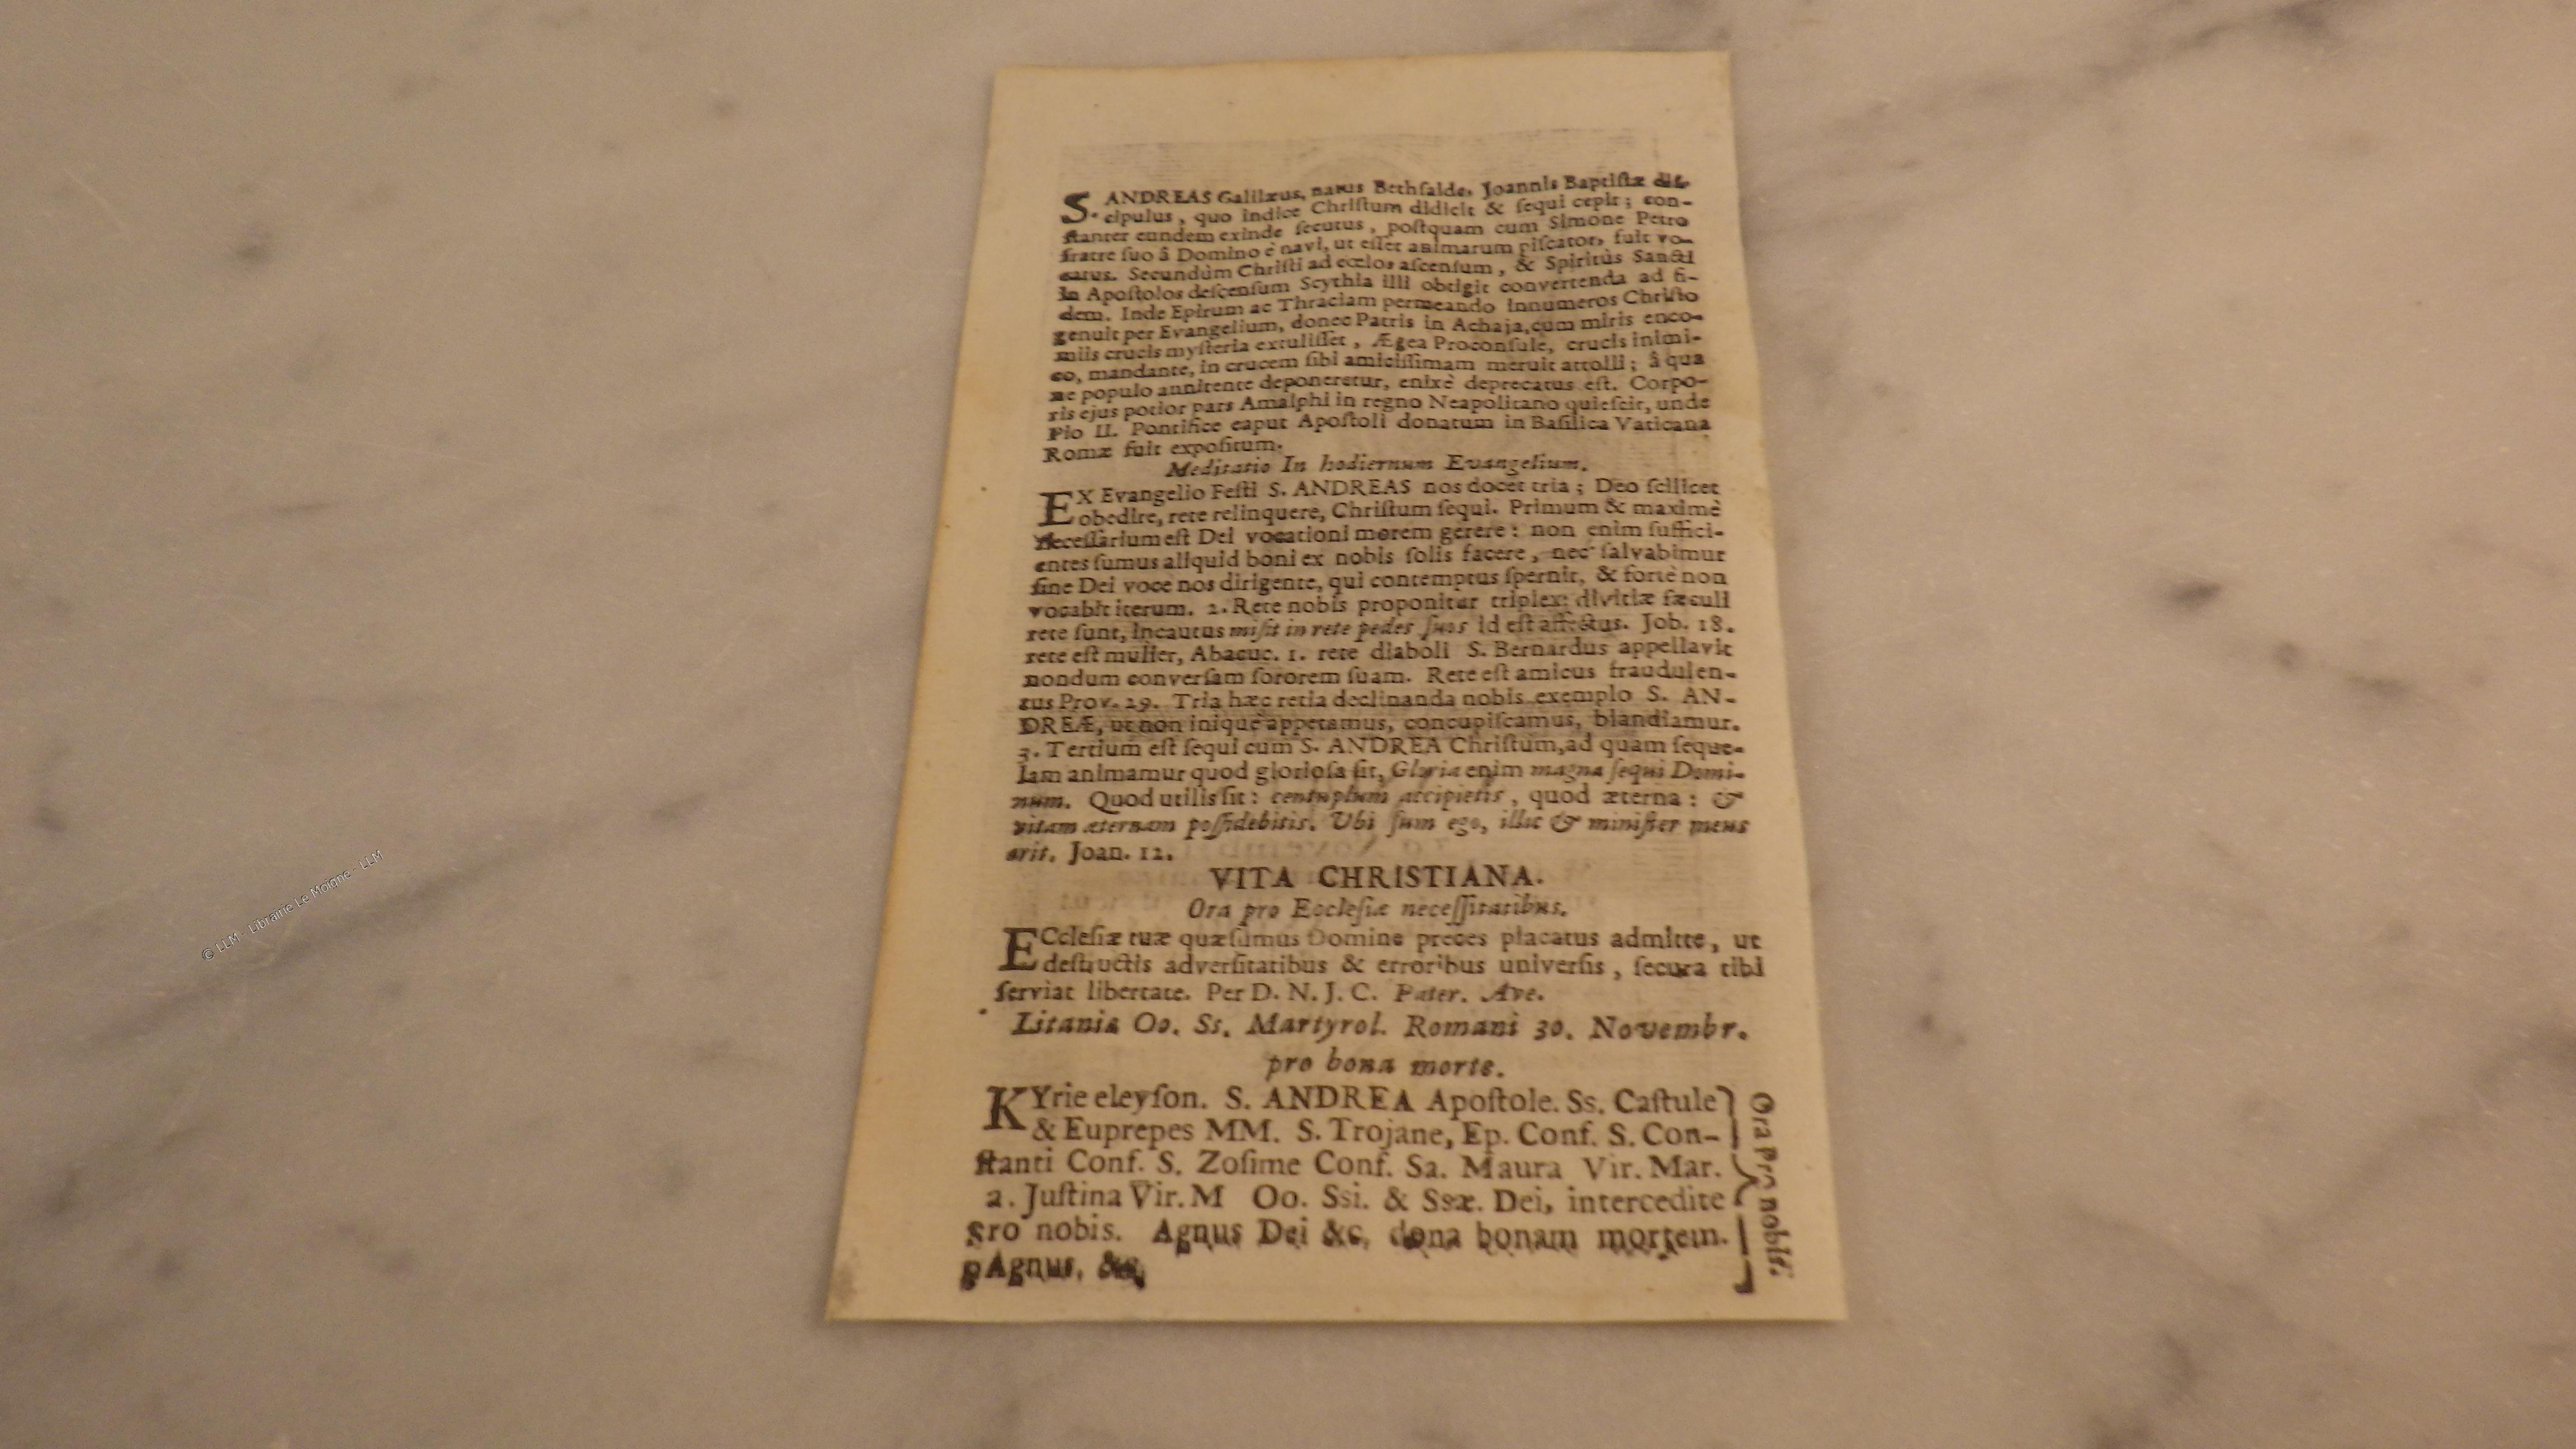 S. ANDREAS Galilæus, natus Bethſaide, Joannis Baptiſtæ diſ-
cipulus, quo indice Chriſtum didicit & ſequi cepit; con-
ſtanter eundem exinde ſecutus, poſtquam cum Simone Petro
fratre ſuo â Domino è navi, ut eſſet animarum piſcator, fuit vo-
catus. Secundùm Chriſti ad cœlos aſcenſum, & Spiritùs Sancti
In Apoſtolos deſcenſum Scythia illi obtigit convertenda ad fi-
dem. Inde Epirum ac Thraciam permeando innumeros Chriſto
genuit per Evangelium, donec Patris in Achaja, cum miris enco-
miis crucis myſteria extuliſſet, Ægea Proconſule, crucis inimi-
co, mandante, in crucem ſibi amiciſſimam meruit attolli; â qua
ne populo annitente deponeretur, enixè deprecatus eſt. Corpo-
ris ejus potior pars Amalphi in regno Neapolitano quieſcit, unde
Pio II. Pontifice caput Apoſtoli donatum in Baſilica Vaticana
Romæ fuit expoſitum.
Meditatio In hodiernum Evangelium.
EX Evangelio Feſti S. ANDREAS nos docet tria; Deo ſcilicet
obedire, rete relinquere, Chriſtum ſequi. Primum & maximè
neceſſarium eſt Dei vocationi morem gerere: non enim ſuffici-
entes ſumus aliquid boni ex nobis ſolis facere, nec ſalvabimur
ſine Dei voce nos dirigente, qui contemptus ſpernit, & fortè non
vocabit iterum. 2. Rete nobis proponitur triplex: divitiæ ſæculi
rete ſunt, incautus miſit in rete pedes ſuos id eſt affectus. Job. 18.
rete eſt mulier, Abacuc. 1. rete diaboli S. Bernardus appellavit
nondum converſam ſororem ſuam. Rete eſt amicus fraudulen-
tus Prov. 29. Tria hæc retia declinanda nobis exemplo S. AN-
DREÆ, ut non iniquè appetamus, concupiſcamus, blandiamur.
3. Tertium eſt ſequi cum S. ANDREA Chriſtum, ad quam ſeque-
lam animamur quod glorioſa ſit, Gloria enim magna ſequi Domi-
num. Quod utilis ſit: centuplum accipietis, quod æterna: &
vitam æternam poſſidebitis. Ubi ſum ego, illic & miniſter meus
erit. Joan. 12.
VITA CHRISTIANA.
Ora pro Eccleſiæ neceſſitatibus.
ECcleſiæ tuæ quæſumus Domine preces placatus admitte, ut
deſtructis adverſitatibus & erroribus univerſis, ſecura tibi
ſerviat libertate. Per D. N. J. C. Pater. Ave.
Litania Oo. Ss. Martyrol. Romani 30. Novembr.
pro bona morte.
KYrie eleyſon. S. ANDREA Apoſtole. Ss. Caſtule
& Euprepes MM. S. Trojane, Ep. Conf. S. Con-
ſtanti Conf. S. Zoſime Conf. Sa. Maura Vir. Mar.
a. Juſtina Vir. M Oo. Ssi. & Ssæ. Dei, intercedite
Sro nobis. Agnus Dei &c, dona bonam mortem.
pAgnus, &c
Ora pro nobis.
© LLM - Librairie Le Moigne - LLM